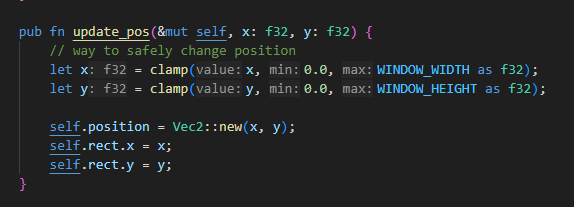 pub fn update_pos(&mut self, x: f32, y: f32) {
// way to safely change position
let x: f32 = clamp(value: x, min: 0.0, max: WINDOW_WIDTH as f32);
let y: f32 = clamp(value: y, min: 0.0, max: WINDOW_HEIGHT as f32);
self.position = Vec2::new(x, y);
self.rect.x = x;
self.rect.y = y;
}